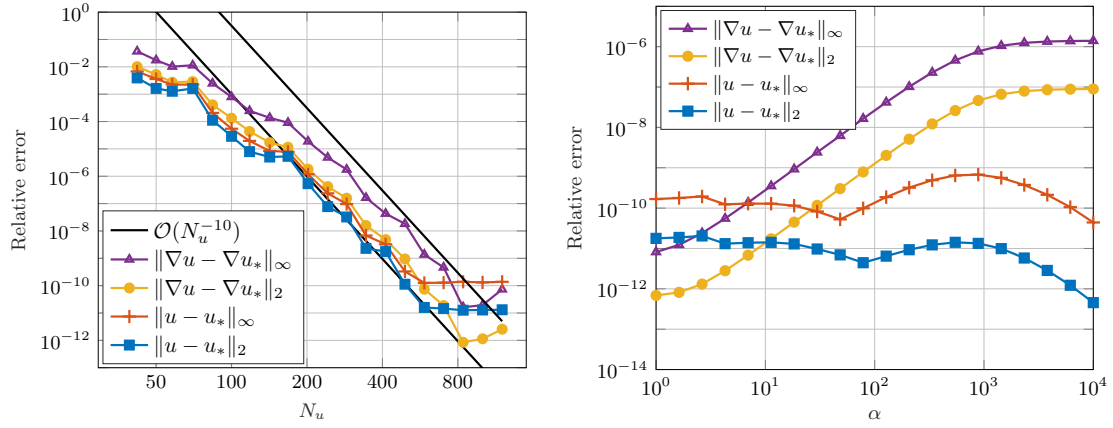 Relative error
10^0
10^{-2}
10^{-4}
10^{-6}
10^{-8}
10^{-10}
10^{-12}
50
100
200
400
800
N_u
O(N_u^{-10})
‖∇u − ∇u_*‖_∞
‖∇u − ∇u_*‖_2
‖u − u_*‖_∞
‖u − u_*‖_2
Relative error
10^{-6}
10^{-8}
10^{-10}
10^{-12}
10^{-14}
10^0
10^1
10^2
10^3
10^4
α
‖∇u − ∇u_*‖_∞
‖∇u − ∇u_*‖_2
‖u − u_*‖_∞
‖u − u_*‖_2